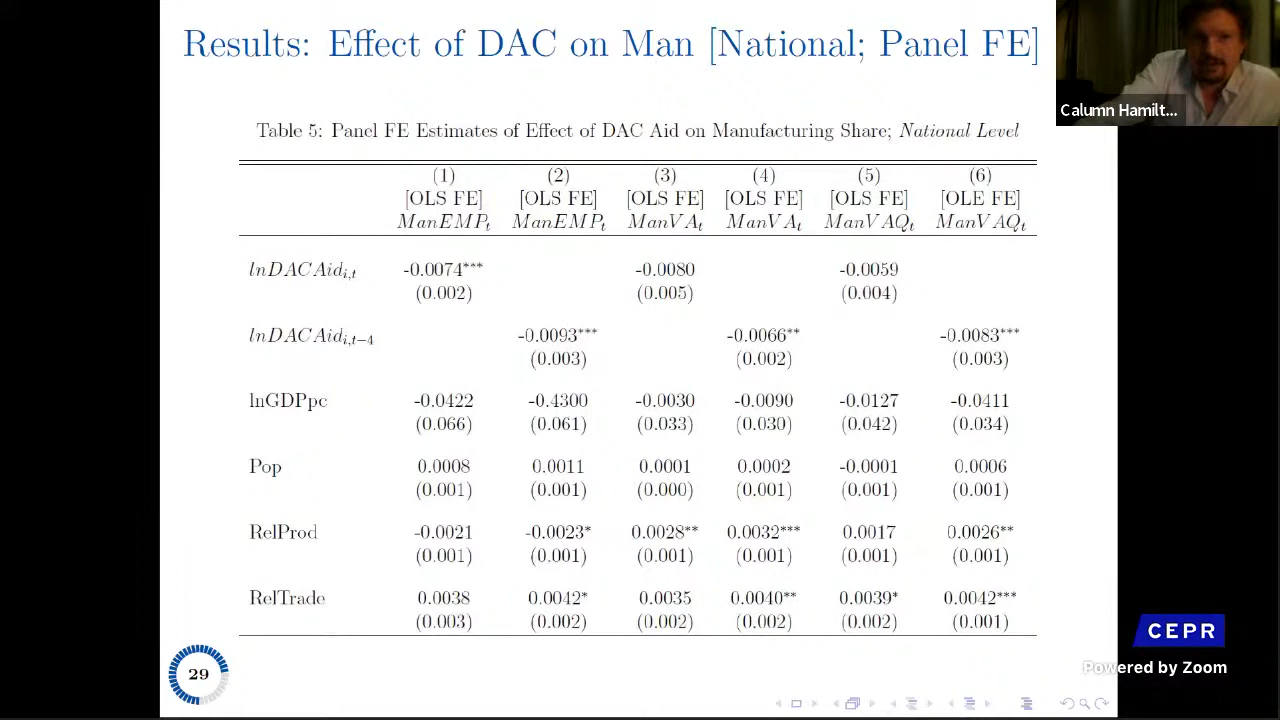 Results: Effect of DAC on Man [National; Panel FE]
Calumn Hamilt...
Table 5: Panel FE Estimates of Effect of DAC Aid on Manufacturing Share; National Level
(1) (2) (3) (4) (5) (6)
[OLS FE] [OLS FE] [OLS FE] [OLS FE] [OLS FE] [OLE FE]
ManEMPt ManEMPt ManVAt ManVAt ManVAQt ManVAQt
lnDACAidi,t -0.0074*** -0.0080 -0.0059
(0.002) (0.005) (0.004)
lnDACAidi,t−4 -0.0093*** -0.0066** -0.0083***
(0.003) (0.002) (0.003)
lnGDPpc -0.0422 -0.4300 -0.0030 -0.0090 -0.0127 -0.0411
(0.066) (0.061) (0.033) (0.030) (0.042) (0.034)
Pop 0.0008 0.0011 0.0001 0.0002 -0.0001 0.0006
(0.001) (0.001) (0.000) (0.001) (0.001) (0.001)
RelProd -0.0021 -0.0023* 0.0028** 0.0032*** 0.0017 0.0026**
(0.001) (0.001) (0.001) (0.001) (0.001) (0.001)
RelTrade 0.0038 0.0042* 0.0035 0.0040** 0.0039* 0.0042***
(0.003) (0.002) (0.002) (0.002) (0.002) (0.001)
CEPR
29
Powered by Zoom